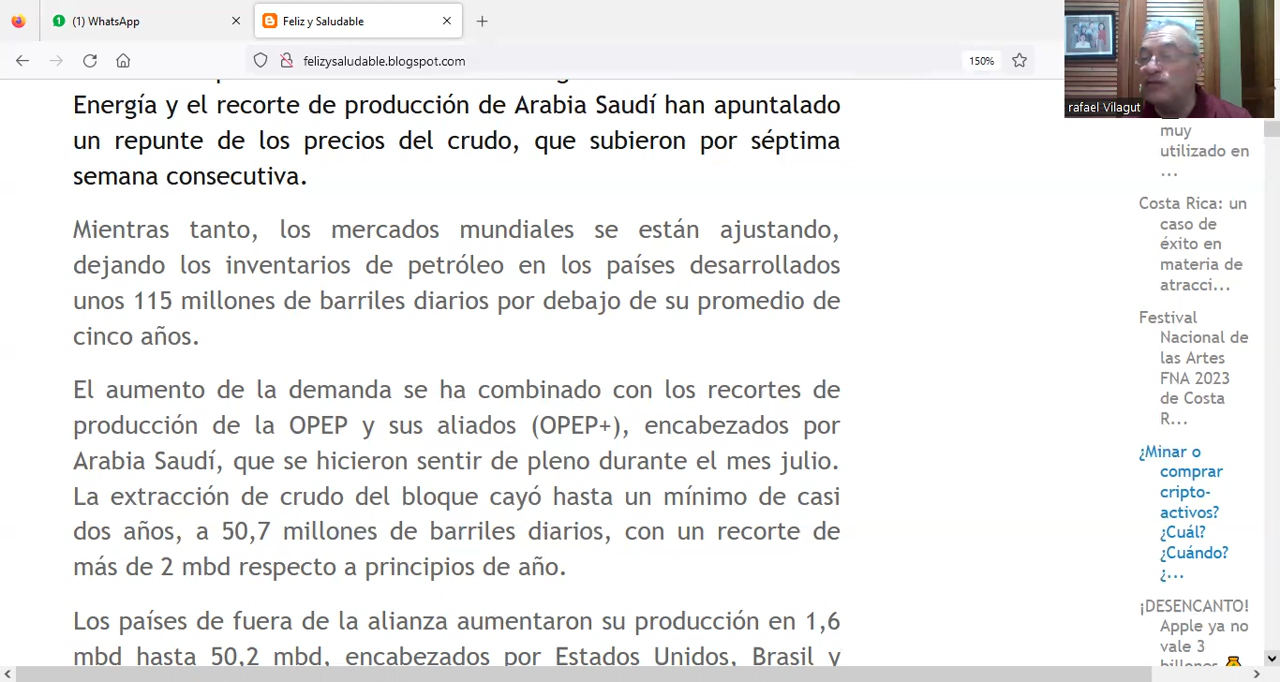 (1) WhatsApp
Feliz y Saludable
felizysaludable.blogspot.com
150%
rafael Vilagut
Energía y el recorte de producción de Arabia Saudí han apuntalado
un repunte de los precios del crudo, que subieron por séptima
semana consecutiva.
Mientras tanto, los mercados mundiales se están ajustando,
dejando los inventarios de petróleo en los países desarrollados
unos 115 millones de barriles diarios por debajo de su promedio de
cinco años.
El aumento de la demanda se ha combinado con los recortes de
producción de la OPEP y sus aliados (OPEP+), encabezados por
Arabia Saudí, que se hicieron sentir de pleno durante el mes julio.
La extracción de crudo del bloque cayó hasta un mínimo de casi
dos años, a 50,7 millones de barriles diarios, con un recorte de
más de 2 mbd respecto a principios de año.
Los países de fuera de la alianza aumentaron su producción en 1,6
mbd hasta 50,2 mbd, encabezados por Estados Unidos, Brasil y
muy
utilizado en
...
Costa Rica: un
caso de
éxito en
materia de
atracci...
Festival
Nacional de
las Artes
FNA 2023
de Costa
R...
¿Minar o
comprar
cripto-
activos?
¿Cuál?
¿Cuándo?
¿...
¡DESENCANTO!
Apple ya no
vale 3
billones